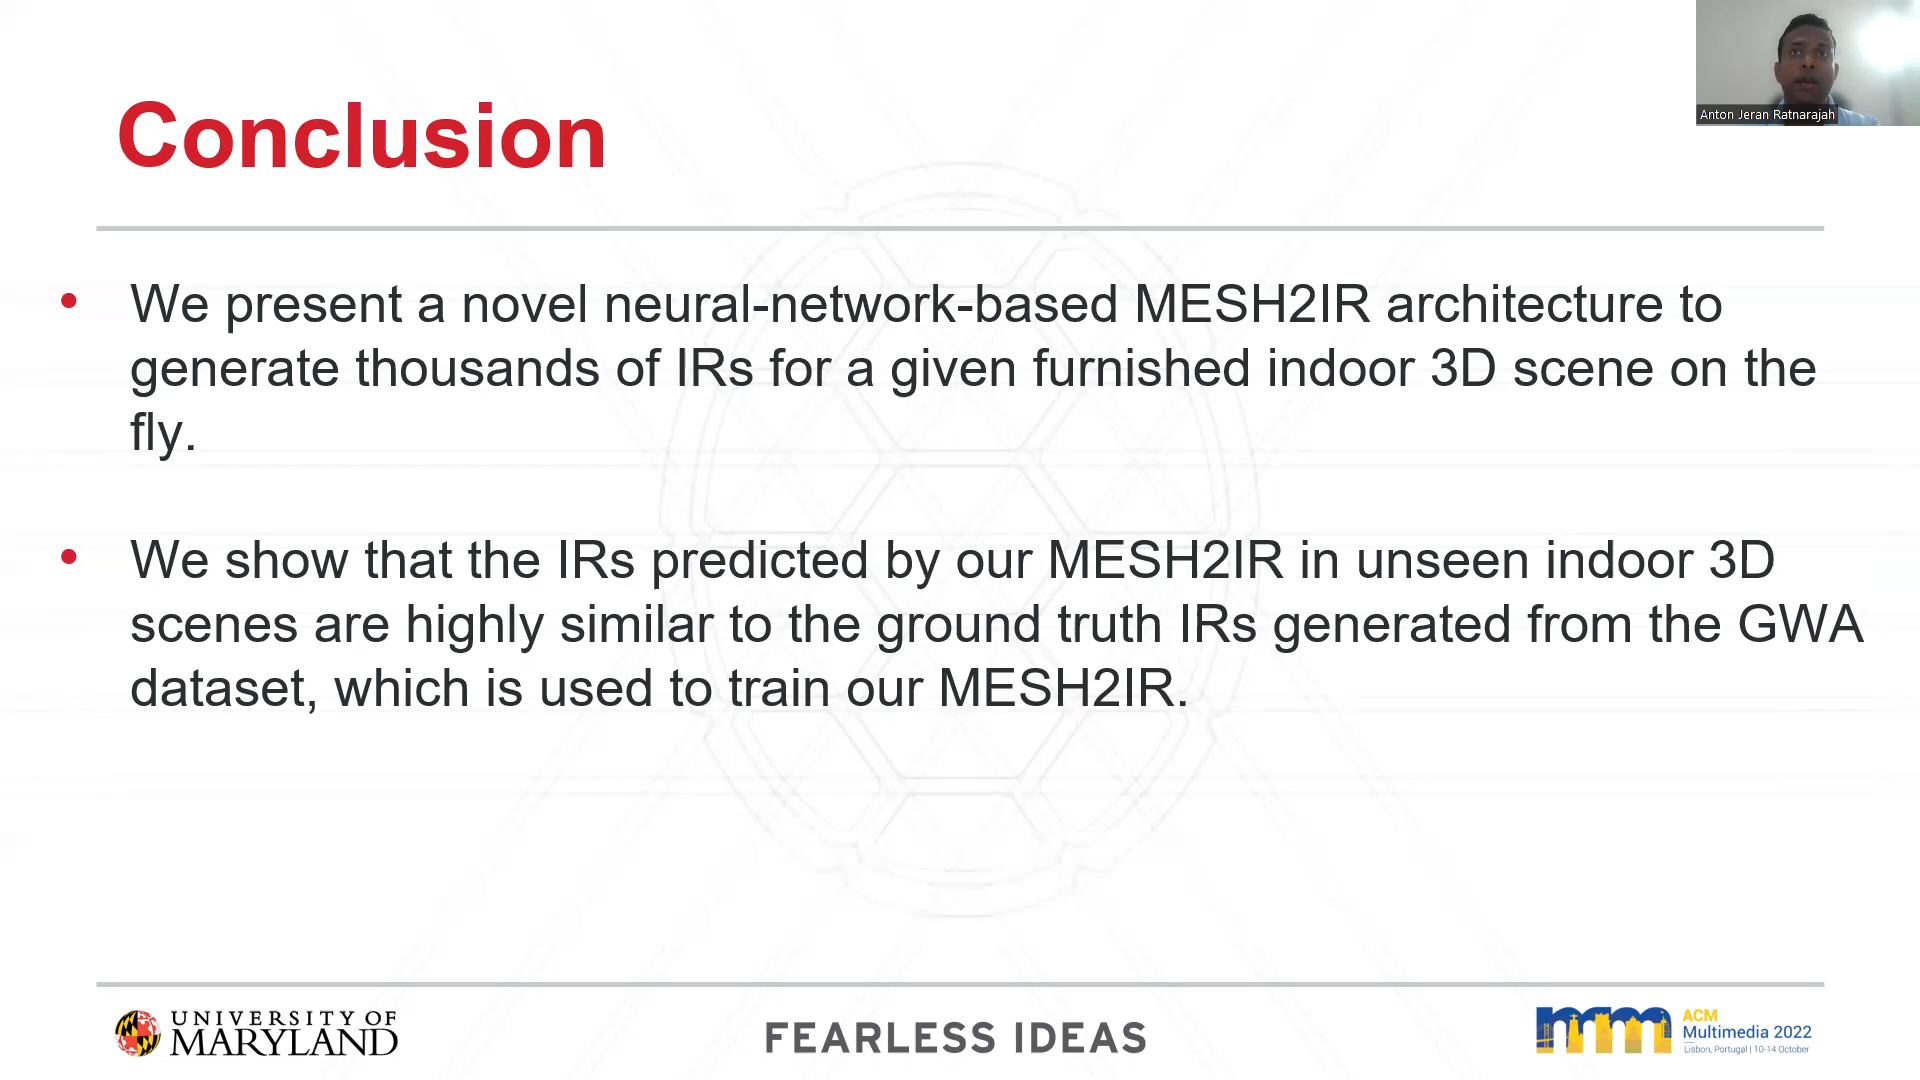 Conclusion
Anton Jeran Ratnarajah
• We present a novel neural-network-based MESH2IR architecture to
generate thousands of IRs for a given furnished indoor 3D scene on the
fly.
• We show that the IRs predicted by our MESH2IR in unseen indoor 3D
scenes are highly similar to the ground truth IRs generated from the GWA
dataset, which is used to train our MESH2IR.
UNIVERSITY OF
MARYLAND
FEARLESS IDEAS
ACM
Multimedia 2022
Lisbon, Portugal | 10-14 October